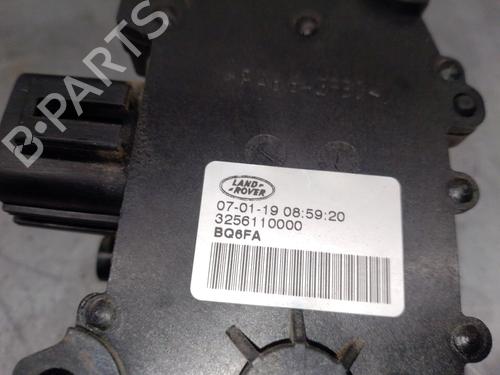 B-PARTS
LAND
ROVER
07-01-19 08:59:20
3256110000
BQ6FA